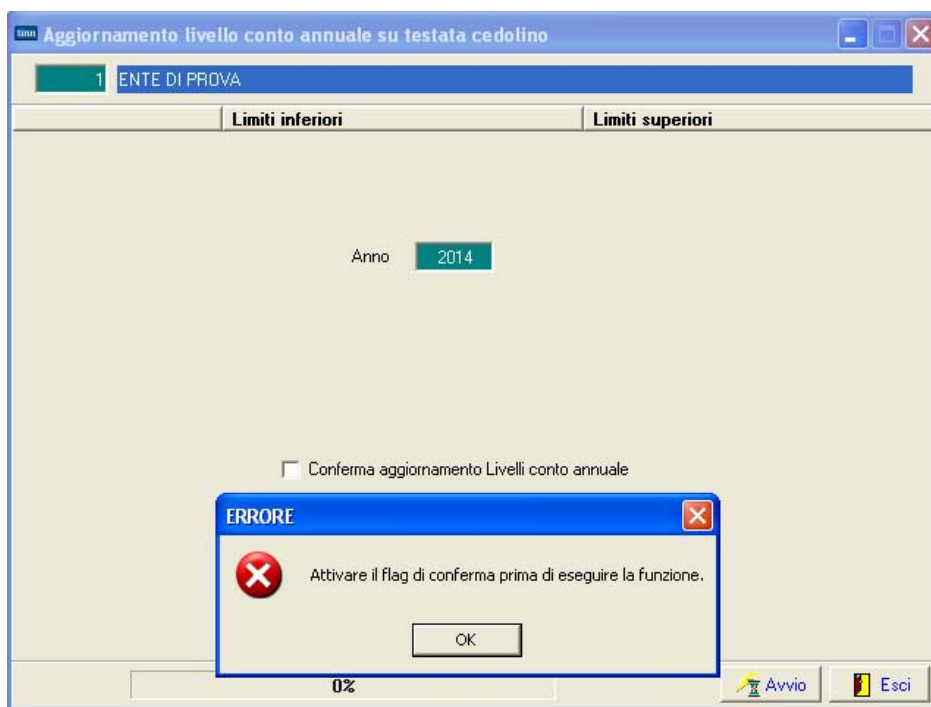 tinn Aggiornamento livello conto annuale su testata cedolino
1 ENTE DI PROVA
Limiti inferiori Limiti superiori
Anno 2014
Conferma aggiornamento Livelli conto annuale
ERRORE
Attivare il flag di conferma prima di eseguire la funzione.
OK
0% Avvio Esci